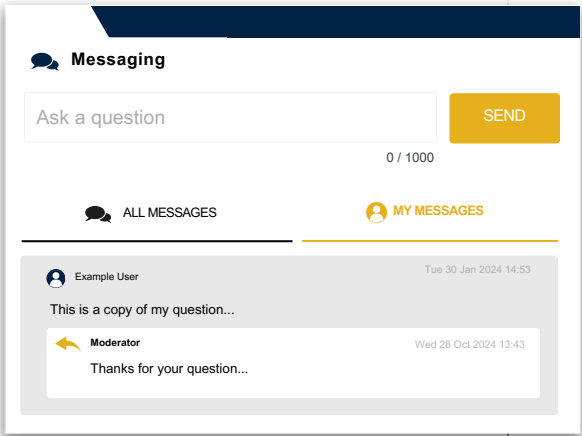 Messaging
Ask a question
SEND
0 / 1000
ALL MESSAGES
MY MESSAGES
Example User
Tue 30 Jan 2024 14:53
This is a copy of my question...
Moderator
Wed 28 Oct 2024 13:43
Thanks for your question...